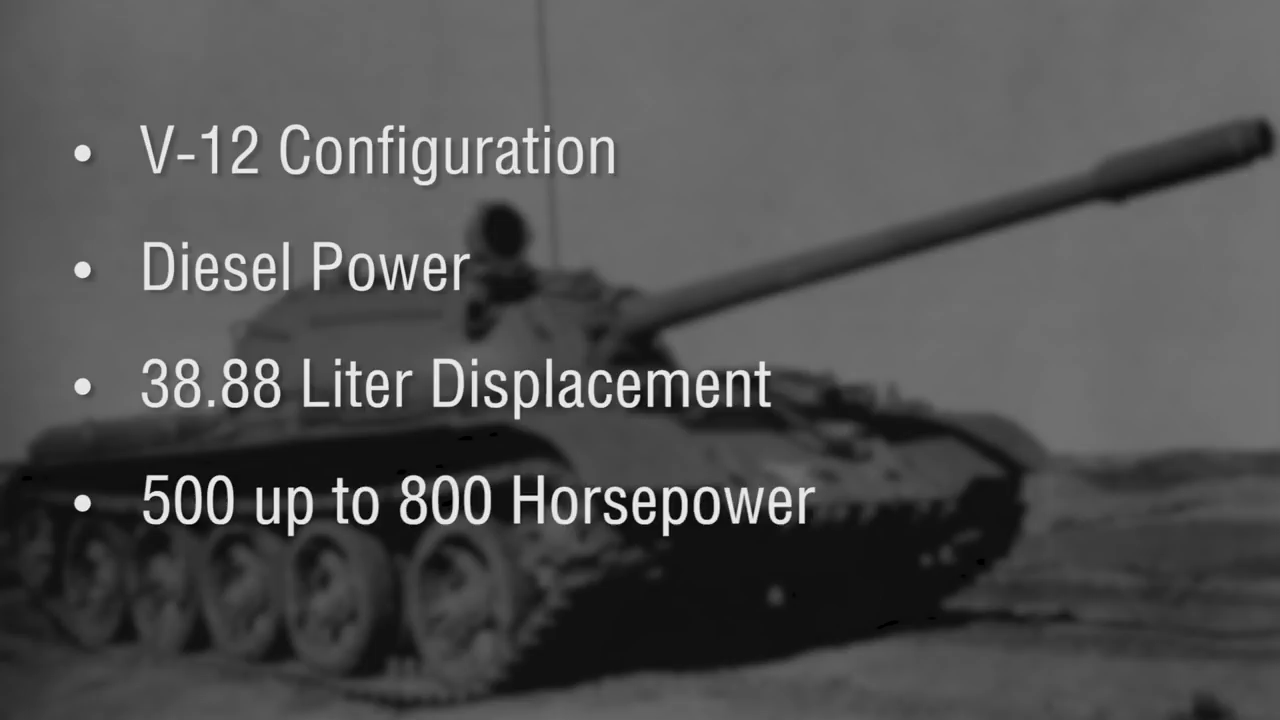 • V-12 Configuration
• Diesel Power
• 38.88 Liter Displacement
• 500 up to 800 Horsepower